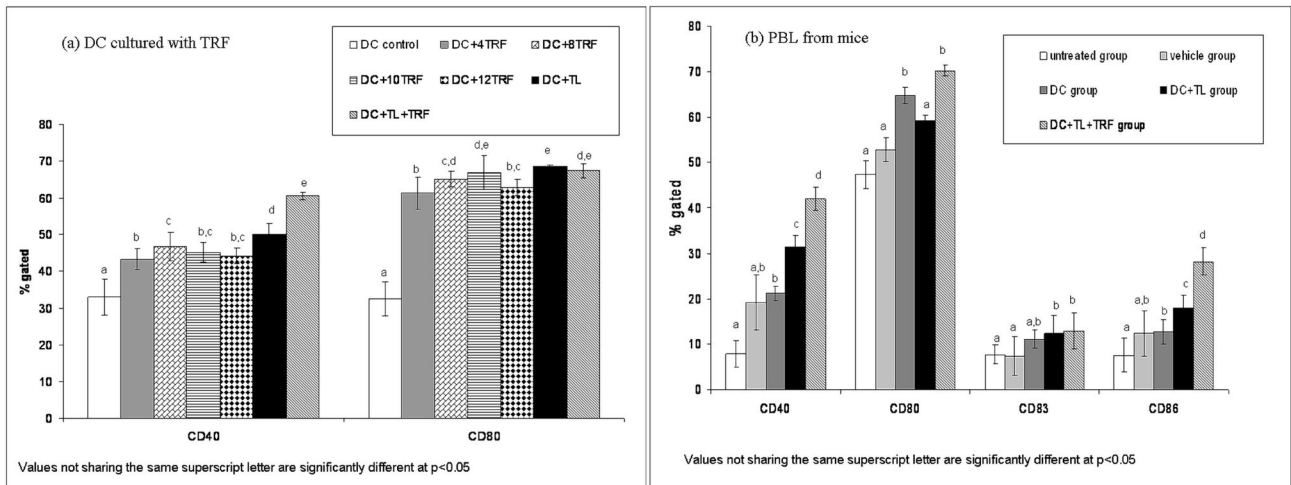 (a) DC cultured with TRF
DC control DC+4TRF DC+8TRF
DC+10TRF DC+12TRF DC+TL
DC+TL+TRF
% gated
80
70
60
50
40
30
20
10
0
a b c b,c b,c d e
a b c,d d,e b,c e d,e
CD40 CD80
Values not sharing the same superscript letter are significantly different at p<0.05
(b) PBL from mice
untreated group vehicle group
DC group DC+TL group
DC+TL+TRF group
% gated
80
70
60
50
40
30
20
10
0
a a,b b c d
a a b a b
a a a,b b b
a a,b b c d
CD40 CD80 CD83 CD86
Values not sharing the same superscript letter are significantly different at p<0.05